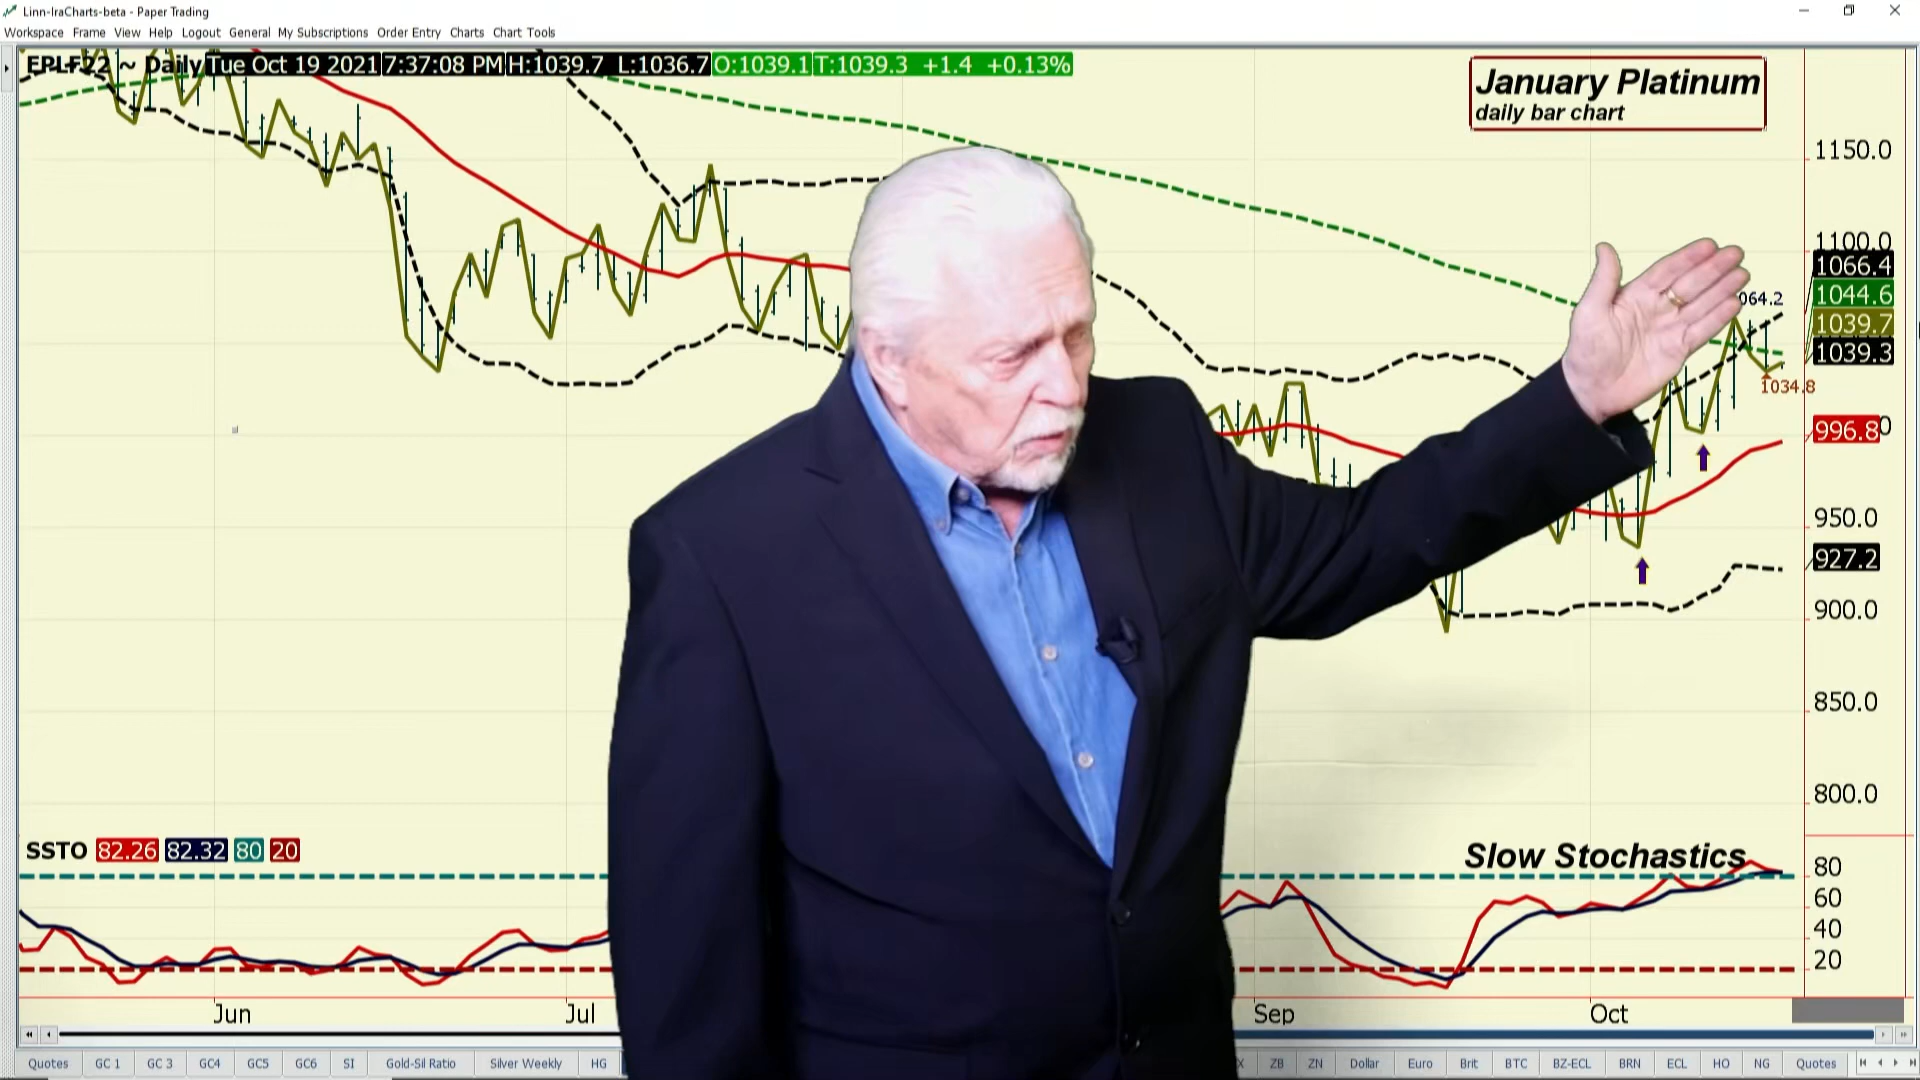 Linn-IraCharts-beta - Paper Trading
Workspace Frame View Help Logout General My Subscriptions Order Entry Charts Chart Tools
EPLF22 ~ Daily Tue Oct 19 2021 7:37:08 PM H:1039.7 L:1036.7 O:1039.1 T:1039.3 +1.4 +0.13%
January Platinum
daily bar chart
1150.0
1100.0
1066.4
064.2
1044.6
1039.7
1039.3
1034.8
996.8
0
950.0
927.2
900.0
850.0
800.0
SSTO 82.26 82.32 80 20
Slow Stochastics
80
60
40
20
Jun Jul Sep Oct
Quotes GC 1 GC 3 GC4 GC5 GC6 SI Gold-Sil Ratio Silver Weekly HG ZB ZN Dollar Euro Brit BTC BZ-ECL BRN ECL HO NG Quotes